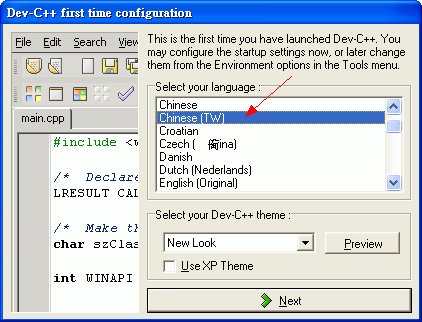 Dev-C++ first time configuration
File Edit Search View
main.cpp
#include <w
/* Declare
LRESULT CAL
/* Make th
char szClas
int WINAPI
This is the first time you have launched Dev-C++. You
may configure the startup settings now, or later change
them from the Environment options in the Tools menu.
Select your language :
Chinese
Chinese (TW)
Croatian
Czech (
ina)
Danish
Dutch (Nederlands)
English (Original)
Select your Dev-C++ theme :
New Look
Preview
Use XP Theme
Next